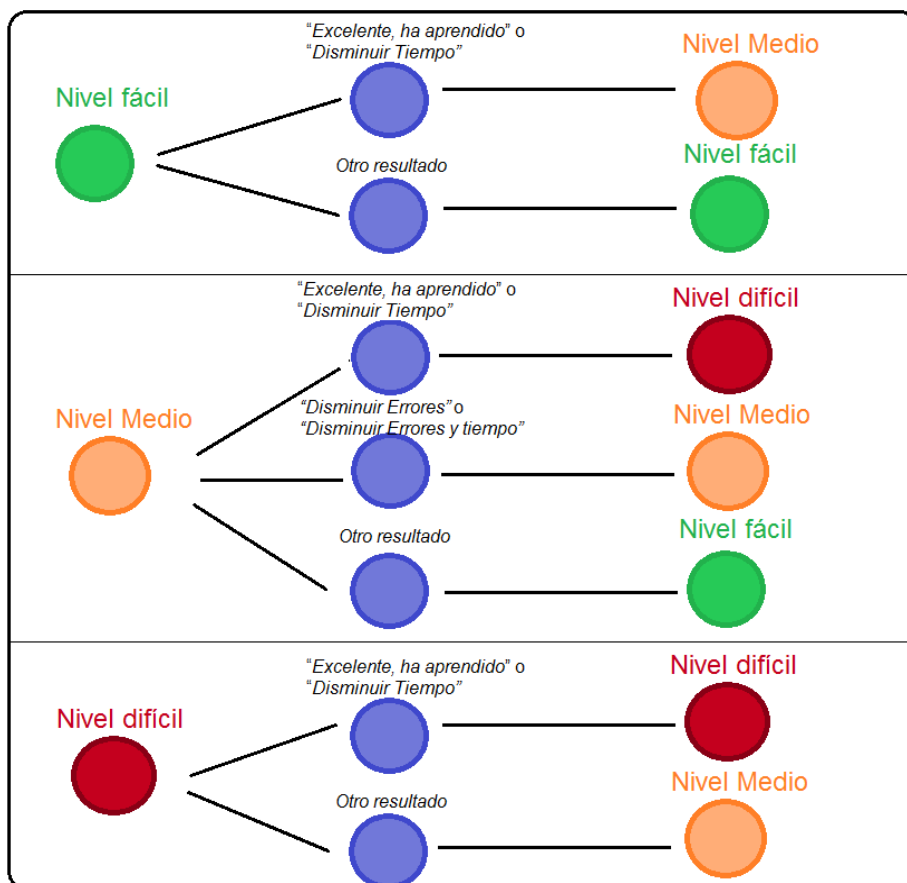 "Excelente, ha aprendido" o
"Disminuir Tiempo"
Nivel Medio
Nivel fácil
Otro resultado
Nivel fácil
"Excelente, ha aprendido" o
"Disminuir Tiempo"
Nivel difícil
Nivel Medio
"Disminuir Errores" o
"Disminuir Errores y tiempo"
Nivel Medio
Otro resultado
Nivel fácil
"Excelente, ha aprendido" o
"Disminuir Tiempo"
Nivel difícil
Nivel difícil
Otro resultado
Nivel Medio